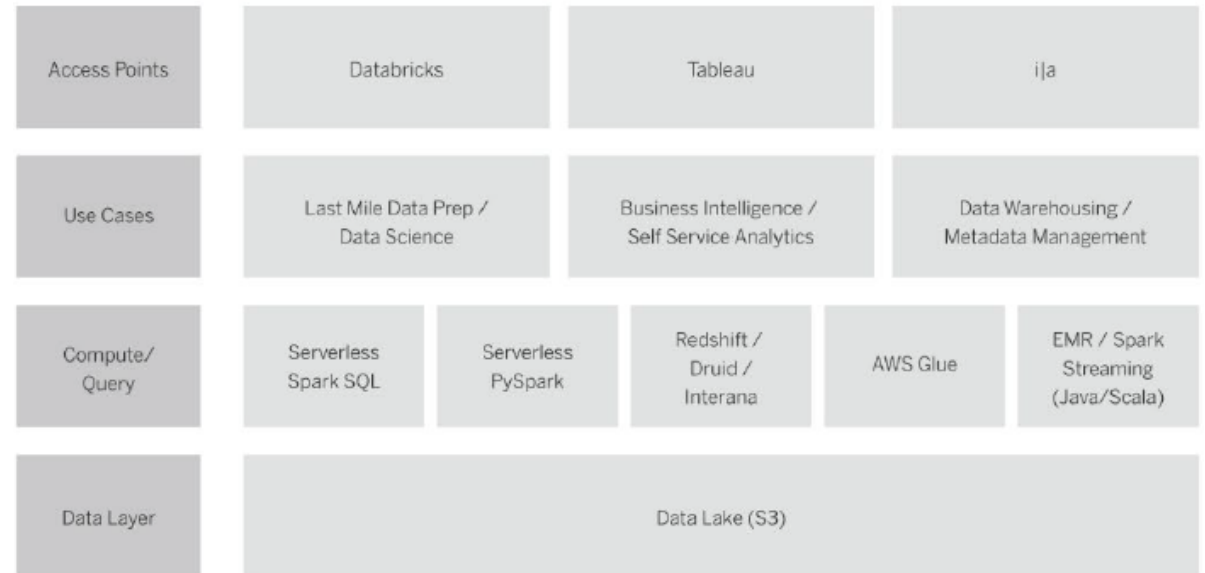 Access Points
Databricks
Tableau
i|a
Use Cases
Last Mile Data Prep /
Data Science
Business Intelligence /
Self Service Analytics
Data Warehousing /
Metadata Management
Compute/
Query
Serverless
Spark SQL
Serverless
PySpark
Redshift /
Druid /
Interana
AWS Glue
EMR / Spark
Streaming
(Java/Scala)
Data Layer
Data Lake (S3)